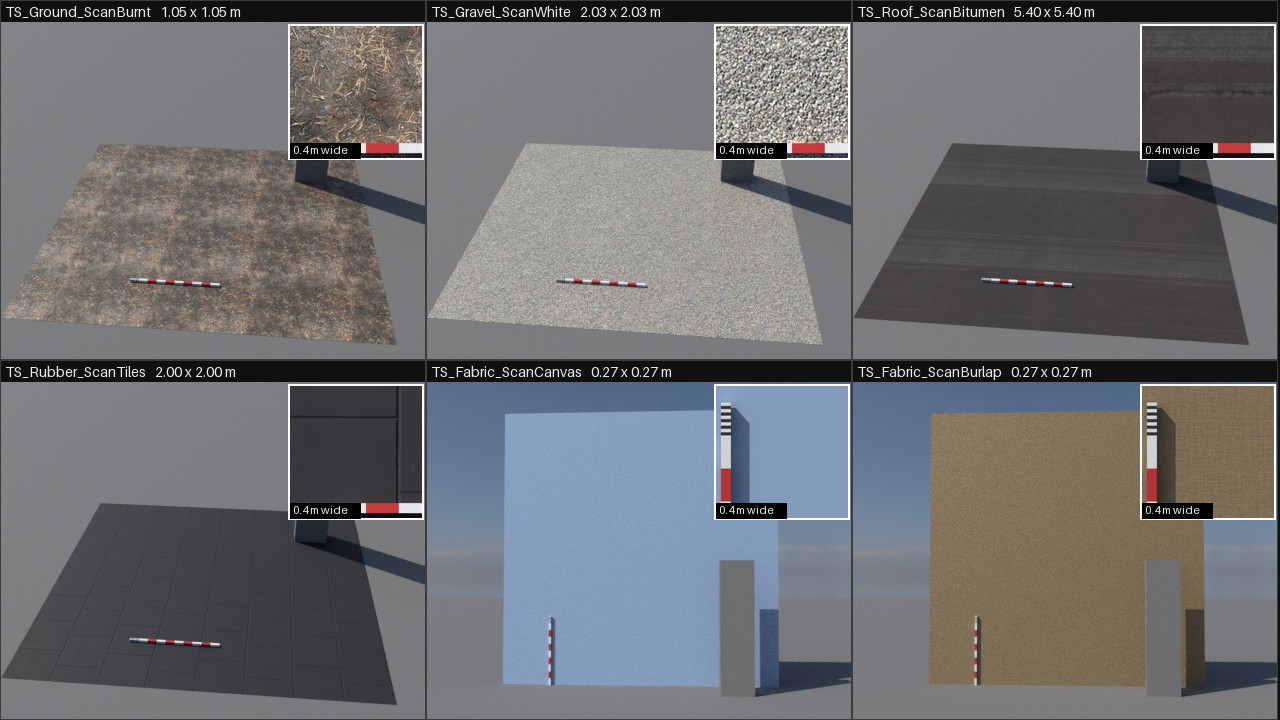 TS_Ground_ScanBurnt 1.05 x 1.05 m
0.4m wide
TS_Gravel_ScanWhite 2.03 x 2.03 m
0.4m wide
TS_Roof_ScanBitumen 5.40 x 5.40 m
0.4m wide
TS_Rubber_ScanTiles 2.00 x 2.00 m
0.4m wide
TS_Fabric_ScanCanvas 0.27 x 0.27 m
0.4m wide
TS_Fabric_ScanBurlap 0.27 x 0.27 m
0.4m wide